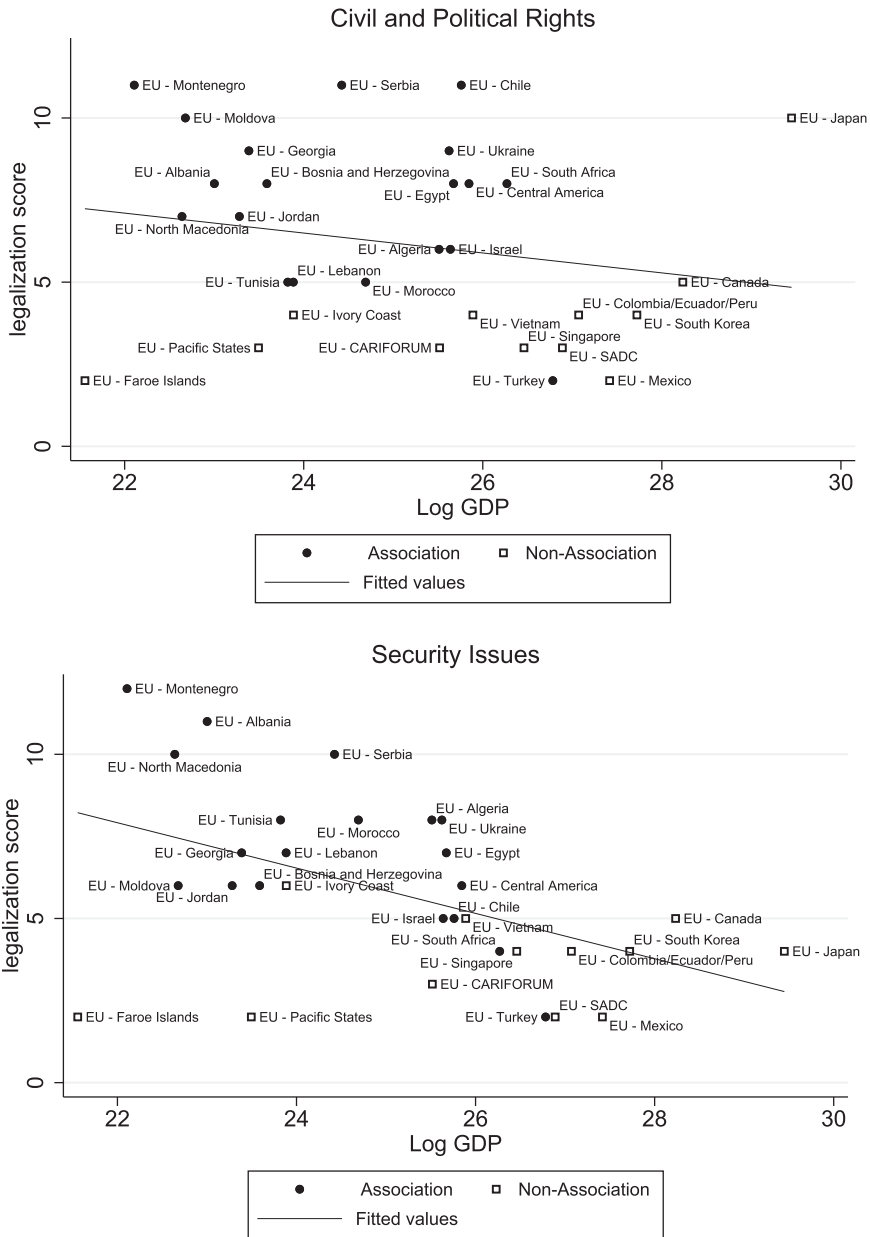 Civil and Political Rights
EU - Montenegro
EU - Serbia
EU - Chile
EU - Moldova
EU - Japan
EU - Georgia
EU - Ukraine
EU - Albania
EU - Bosnia and Herzegovina
EU - South Africa
EU - Egypt
EU - Central America
EU - North Macedonia
EU - Jordan
EU - Algeria
EU - Israel
EU - Tunisia
EU - Lebanon
EU - Morocco
EU - Canada
EU - Ivory Coast
EU - Vietnam
EU - Colombia/Ecuador/Peru
EU - South Korea
EU - Pacific States
EU - CARIFORUM
EU - Singapore
EU - SADC
EU - Faroe Islands
EU - Turkey
EU - Mexico
legalization score
10
5
0
22 24 26 28 30
Log GDP
Association Non-Association
Fitted values
Security Issues
EU - Montenegro
EU - Albania
EU - North Macedonia
EU - Serbia
EU - Tunisia
EU - Morocco
EU - Algeria
EU - Ukraine
EU - Georgia
EU - Lebanon
EU - Egypt
EU - Moldova
EU - Jordan
EU - Bosnia and Herzegovina
EU - Ivory Coast
EU - Central America
EU - Israel
EU - Chile
EU - Vietnam
EU - Canada
EU - South Africa
EU - Singapore
EU - Colombia/Ecuador/Peru
EU - South Korea
EU - Japan
EU - CARIFORUM
EU - Faroe Islands
EU - Pacific States
EU - Turkey
EU - SADC
EU - Mexico
legalization score
10
5
0
22 24 26 28 30
Log GDP
Association Non-Association
Fitted values